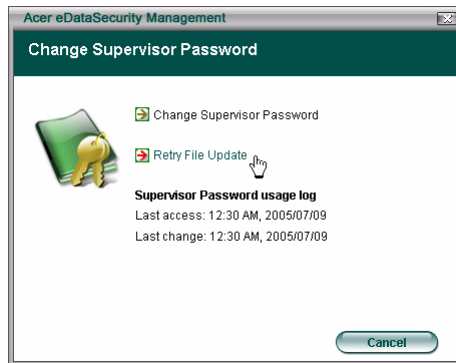 Acer eDataSecurity Management
Change Supervisor Password
Change Supervisor Password
Retry File Update
Supervisor Password usage log
Last access: 12:30 AM, 2005/07/09
Last change: 12:30 AM, 2005/07/09
Cancel